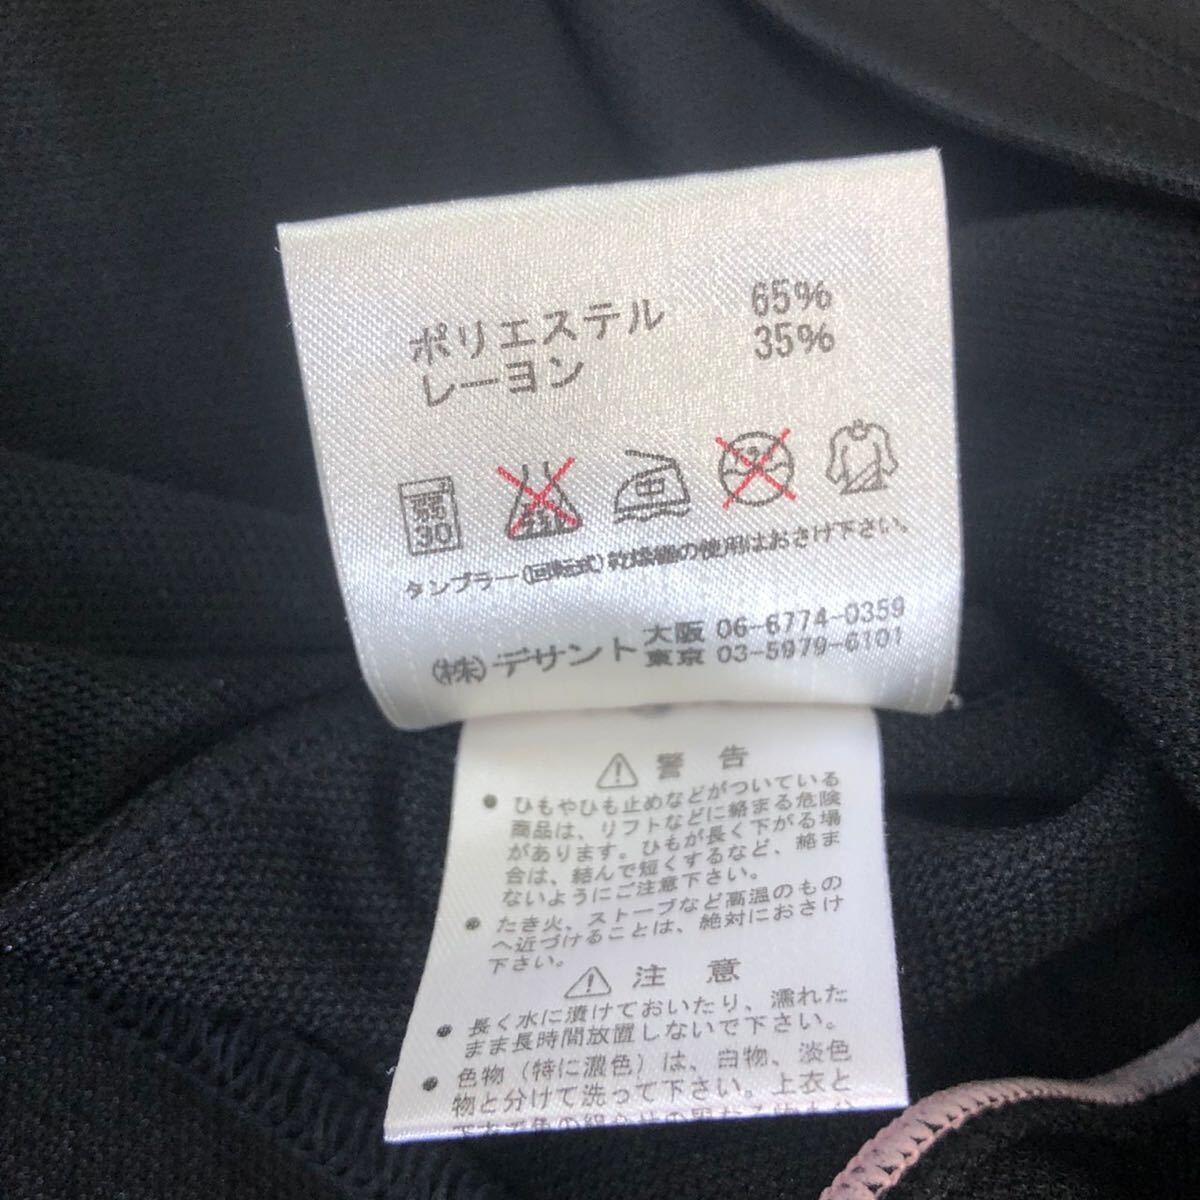 ポリエステル 65%
レーヨン 35%
弱
30
タンブラー(回転式)乾燥機の使用はおさけ下さい。
(株)デサント 大阪 06-6774-0359
東京 03-5979-6101
警告
● ひもやひも止めなどがついている
商品は、リフトなどに絡まる危険
があります。ひもが長く下がる場
合は、結んで短くするなど、絡ま
ないようにご注意下さい。
● たき火、ストーブなど高温のもの
へ近づけることは、絶対におさけ
下さい。
注意
● 長く水に漬けておいたり、濡れた
まま長時間放置しないで下さい。
● 色物(特に濃色)は、白物、淡色
物と分けて洗って下さい。上衣と